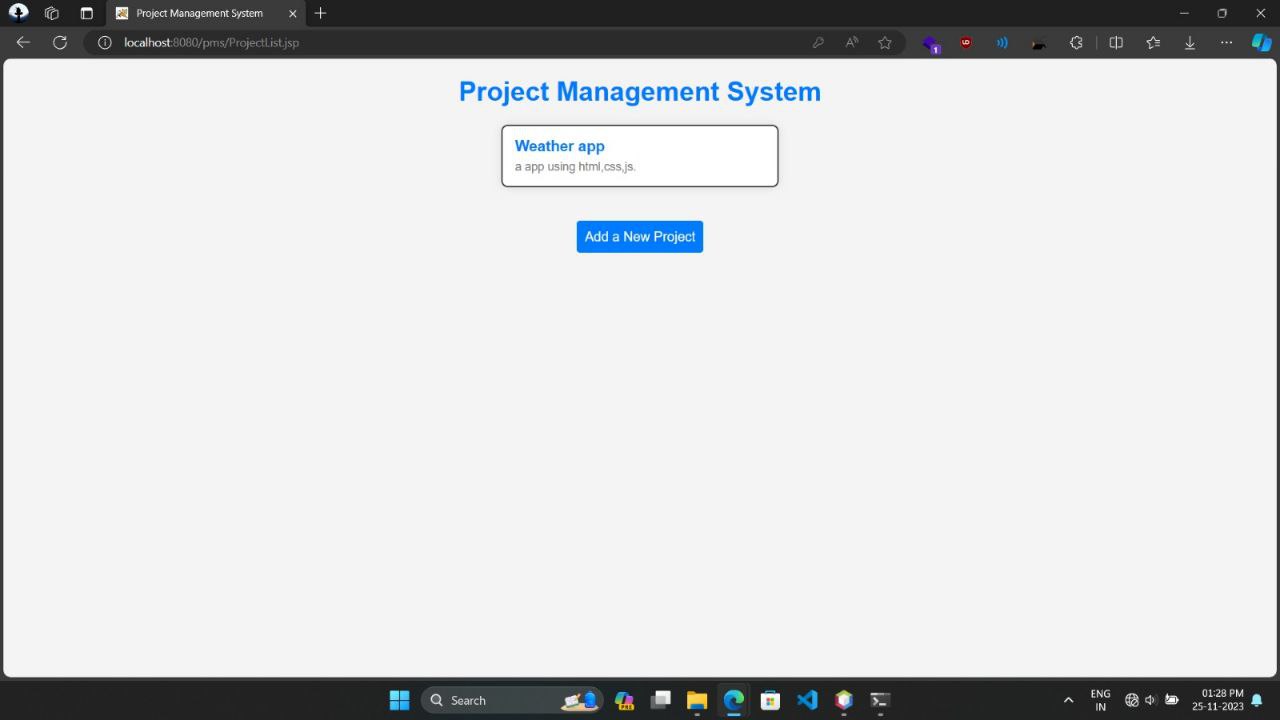 Project Management System
localhost:8080/pms/ProjectList.jsp
1
Project Management System
Weather app
a app using html,css,js.
Add a New Project
Search
ENG
IN
01:28 PM
25-11-2023